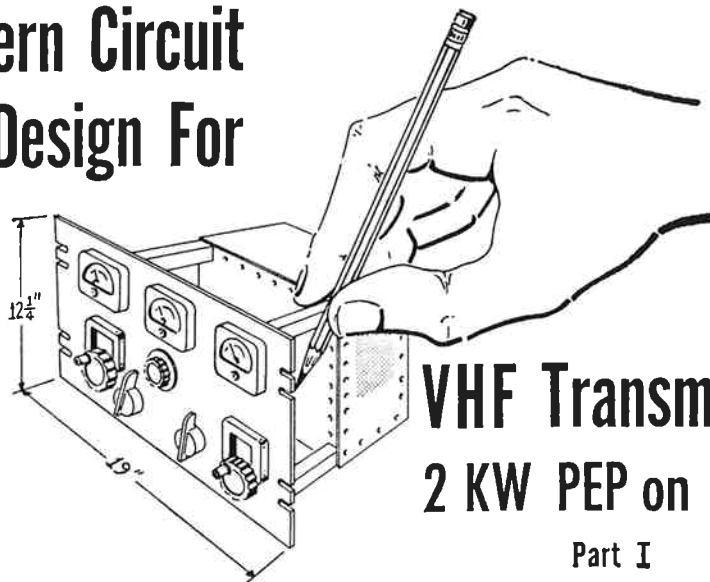 ern Circuit
Design For
12¼"
19"
VHF Transm
2 KW PEP on
Part I